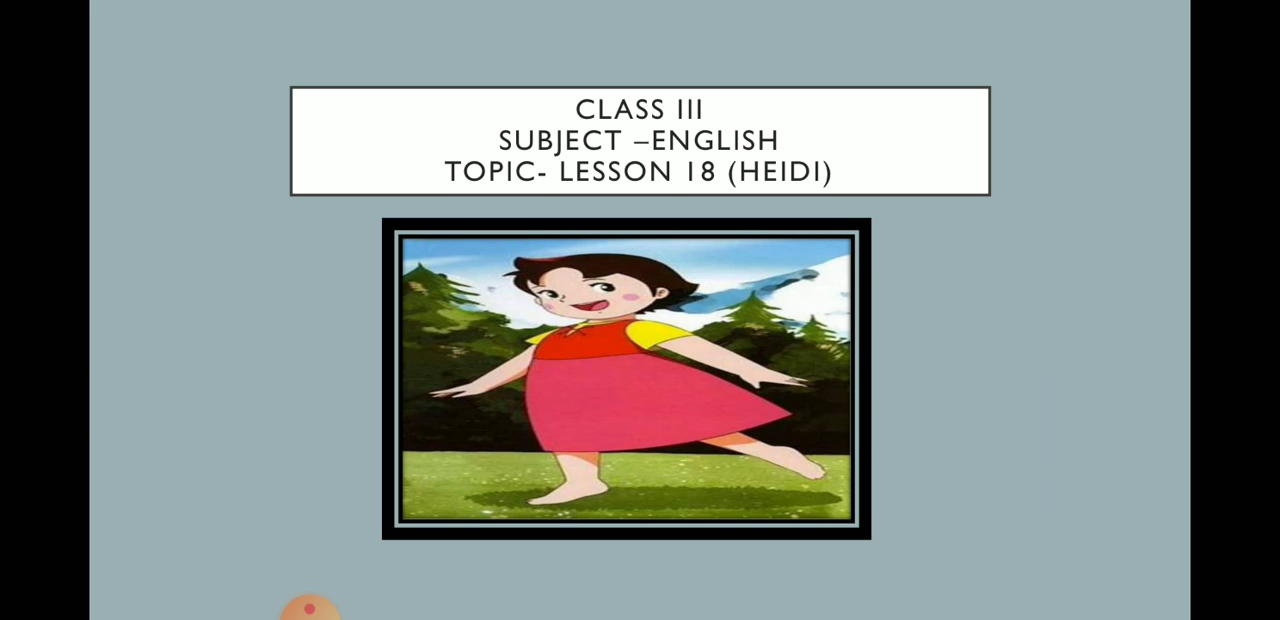 CLASS III
SUBJECT –ENGLISH
TOPIC- LESSON 18 (HEIDI)